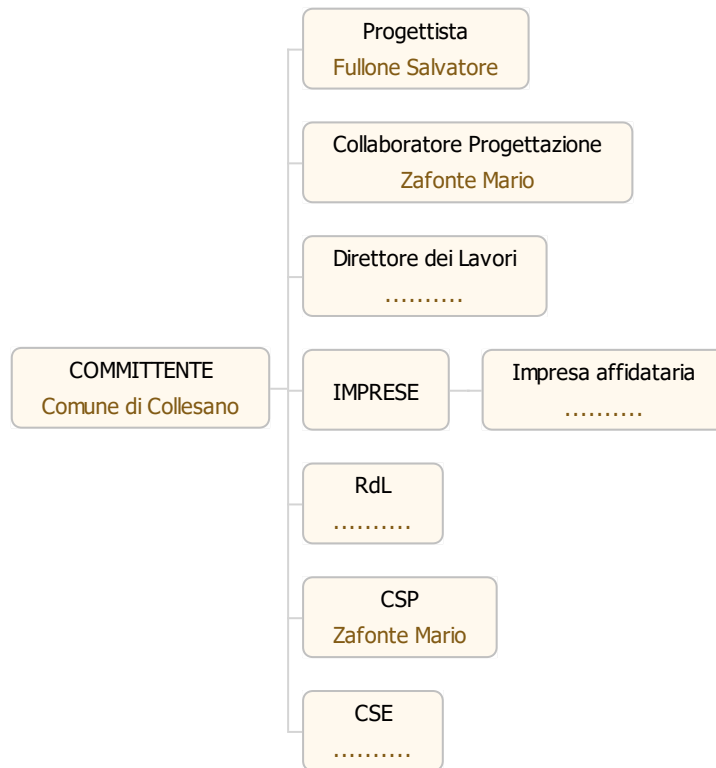 Progettista
Fullone Salvatore
Collaboratore Progettazione
Zafonte Mario
Direttore dei Lavori
..........
COMMITTENTE
Comune di Collesano
IMPRESE
Impresa affidataria
..........
RdL
..........
CSP
Zafonte Mario
CSE
..........